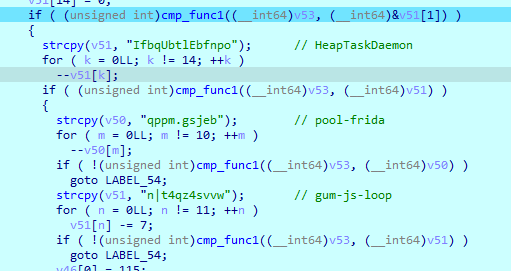 v51[14] = 0;
if ( (unsigned int)cmp_func1((__int64)v53, (__int64)&v51[1]) )
{
strcpy(v51, "IfbqUbtlEbfnpo"); // HeapTaskDaemon
for ( k = 0LL; k != 14; ++k )
--v51[k];
if ( (unsigned int)cmp_func1((__int64)v53, (__int64)v51) )
{
strcpy(v50, "qppm.gsjeb"); // pool-frida
for ( m = 0LL; m != 10; ++m )
--v50[m];
if ( !(unsigned int)cmp_func1((__int64)v53, (__int64)v50) )
goto LABEL_54;
strcpy(v51, "n|t4qz4svvw"); // gum-js-loop
for ( n = 0LL; n != 11; ++n )
v51[n] -= 7;
if ( !(unsigned int)cmp_func1((__int64)v53, (__int64)v51) )
goto LABEL_54;
v46[0] = 115;